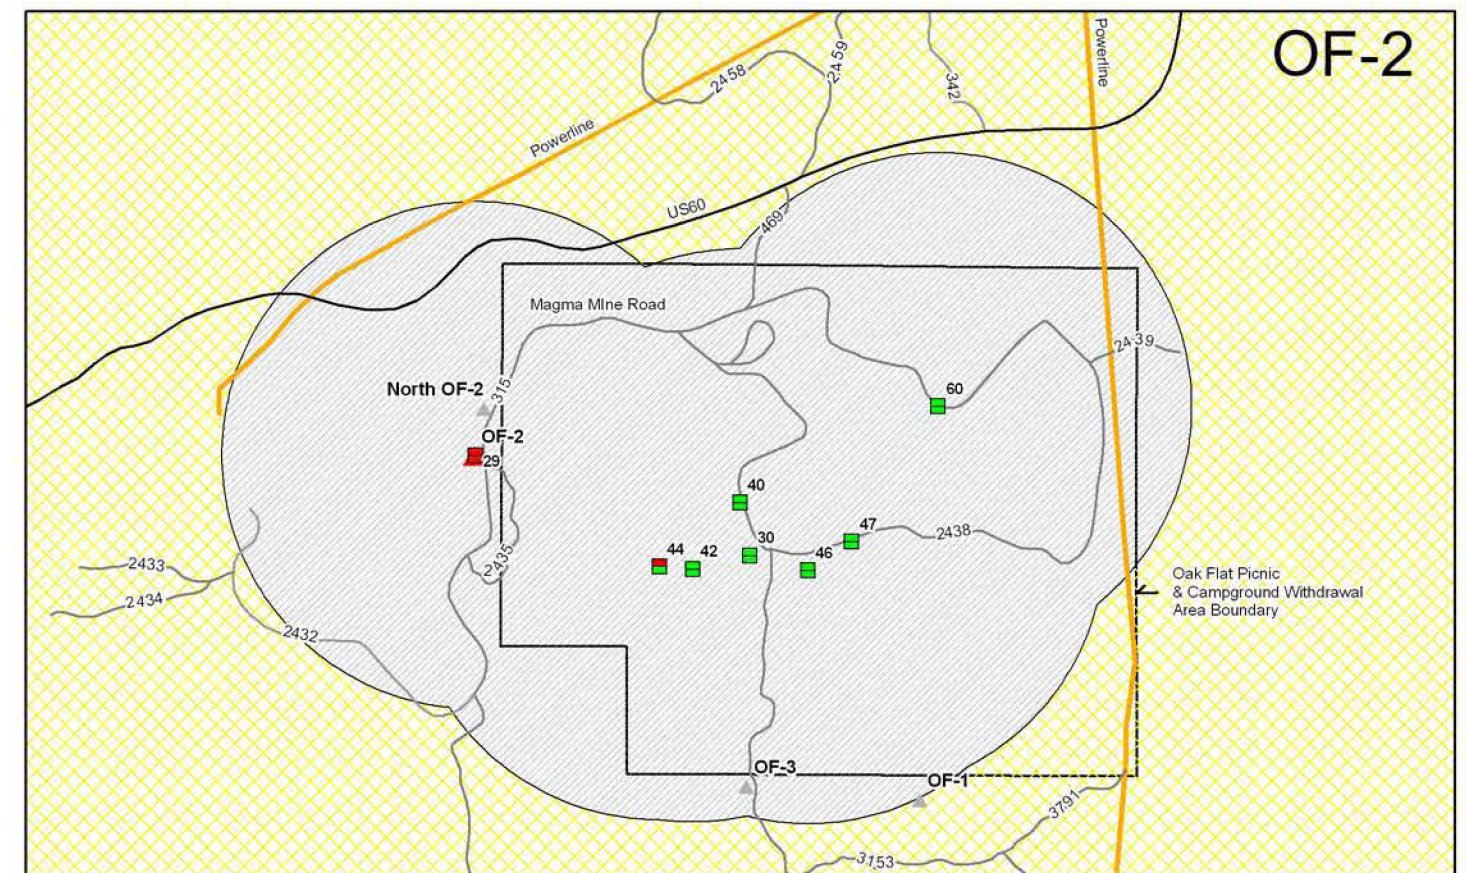 OF-2
Powerline
2459
2458
342
Powerline
US60
469
Magma MIne Road
2439
North OF-2
315
60
OF-2
29
40
47
2438
30
44
42
46
2435
2433
2434
Oak Flat Picnic
& Campground Withdrawal
Area Boundary
2432
OF-3
OF-1
3791
3153